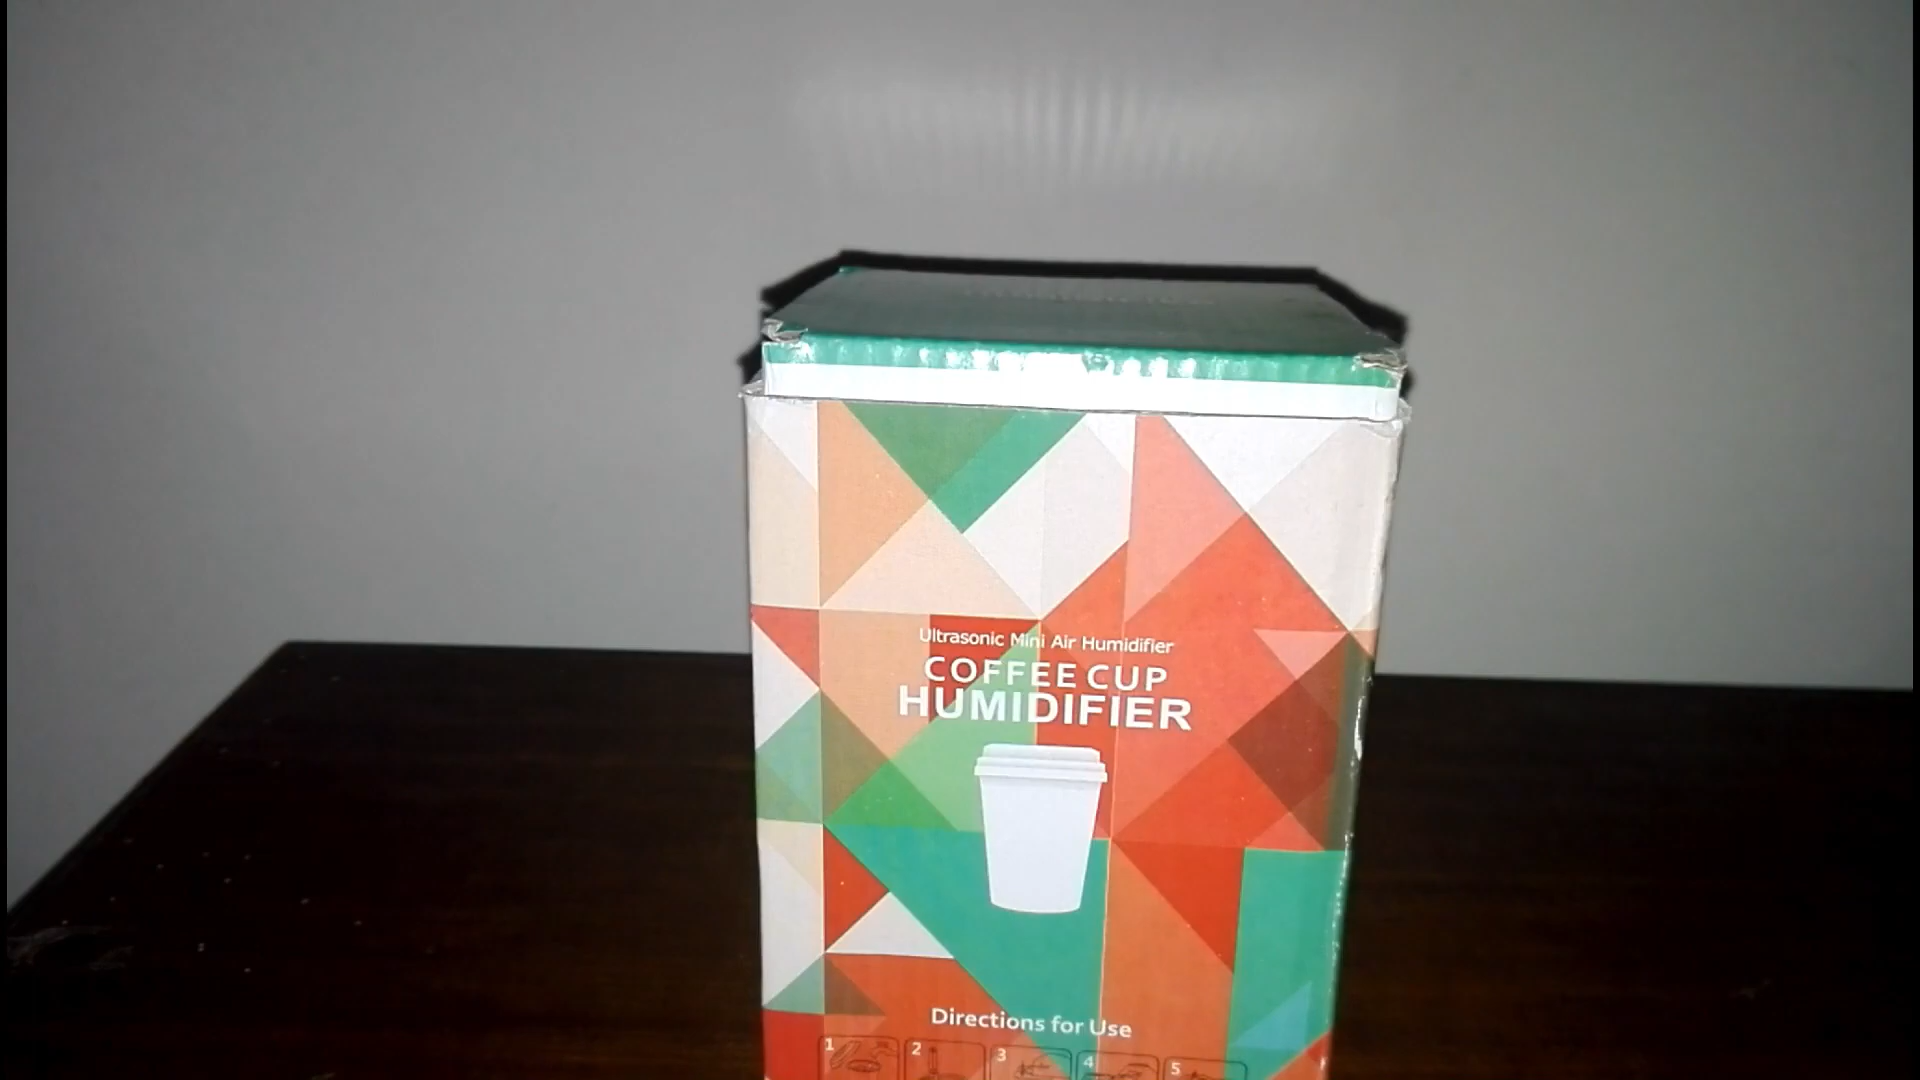 Ultrasonic Mini Air Humidifier
COFFEE CUP
HUMIDIFIER
Directions for Use
1 2 3 4 5